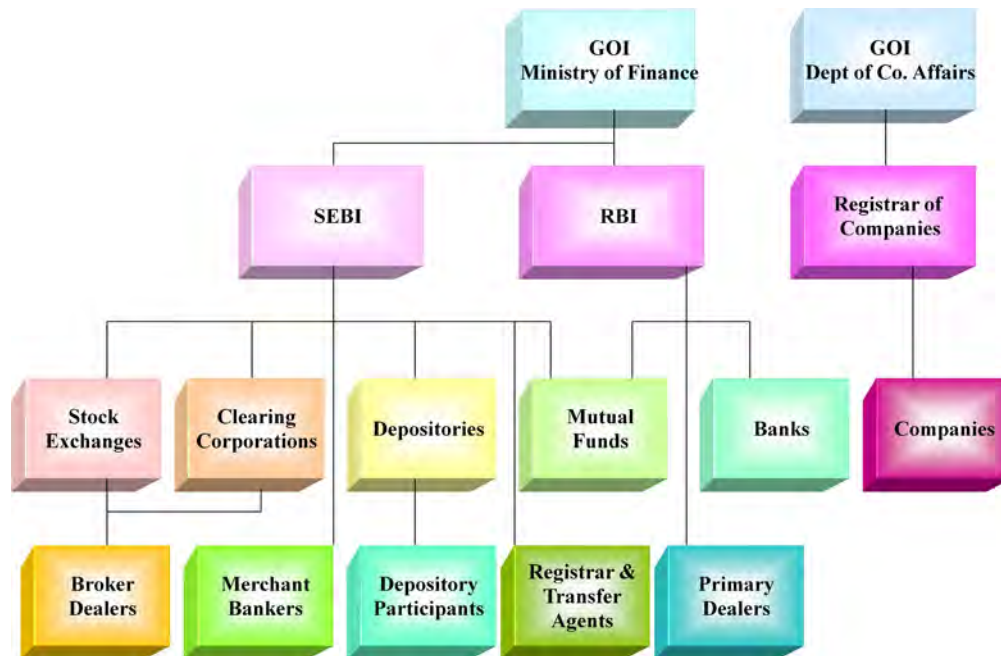 GOI
Ministry of Finance
GOI
Dept of Co. Affairs
SEBI
RBI
Registrar of
Companies
Stock
Exchanges
Clearing
Corporations
Depositories
Mutual
Funds
Banks
Companies
Broker
Dealers
Merchant
Bankers
Depository
Participants
Registrar &
Transfer
Agents
Primary
Dealers